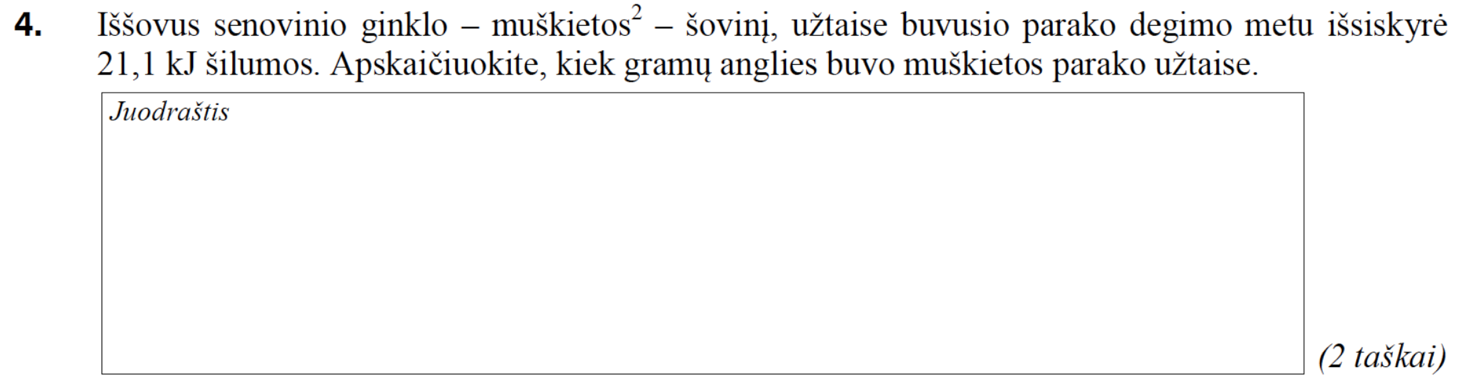 4. Iššovus senovinio ginklo – muškietos² – šovinį, užtaise buvusio parako degimo metu išsiskyrė
21,1 kJ šilumos. Apskaičiuokite, kiek gramų anglies buvo muškietos parako užtaise.
Juodraštis
(2 taškai)